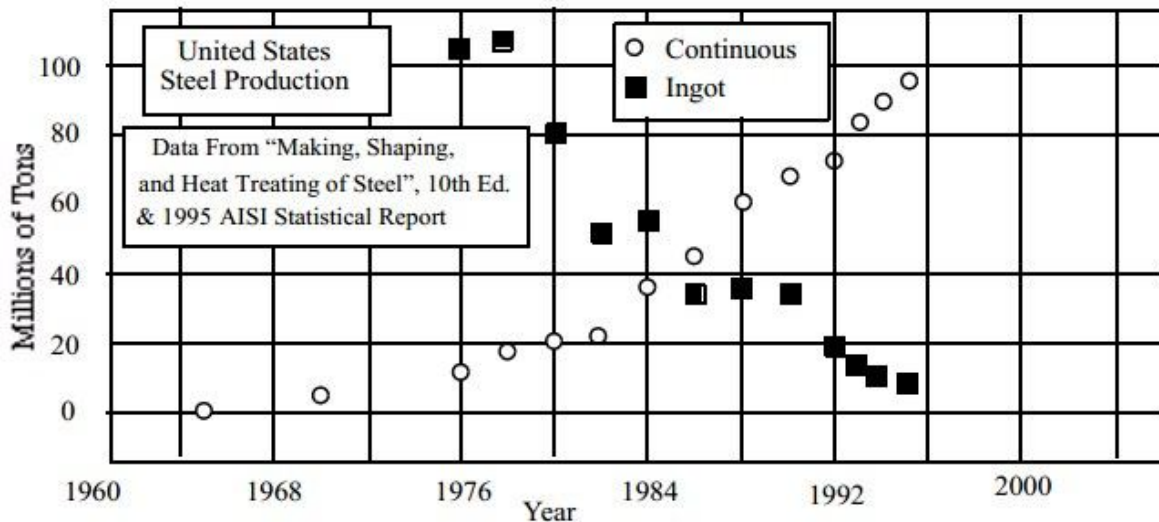 United States
Steel Production
Continuous
Ingot
Data From “Making, Shaping,
and Heat Treating of Steel”, 10th Ed.
& 1995 AISI Statistical Report
Millions of Tons
100
80
60
40
20
0
1960 1968 1976 1984 1992 2000
Year